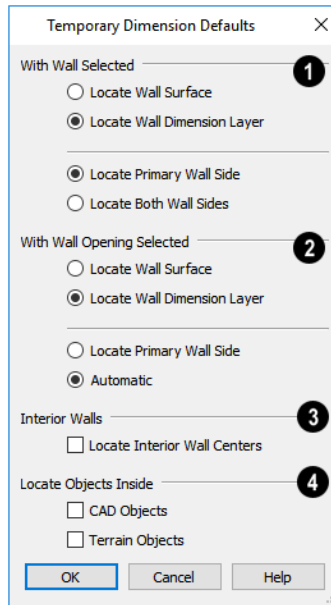 Temporary Dimension Defaults
With Wall Selected 1
Locate Wall Surface
Locate Wall Dimension Layer
Locate Primary Wall Side
Locate Both Wall Sides
With Wall Opening Selected 2
Locate Wall Surface
Locate Wall Dimension Layer
Locate Primary Wall Side
Automatic
Interior Walls 3
Locate Interior Wall Centers
Locate Objects Inside 4
CAD Objects
Terrain Objects
OK Cancel Help